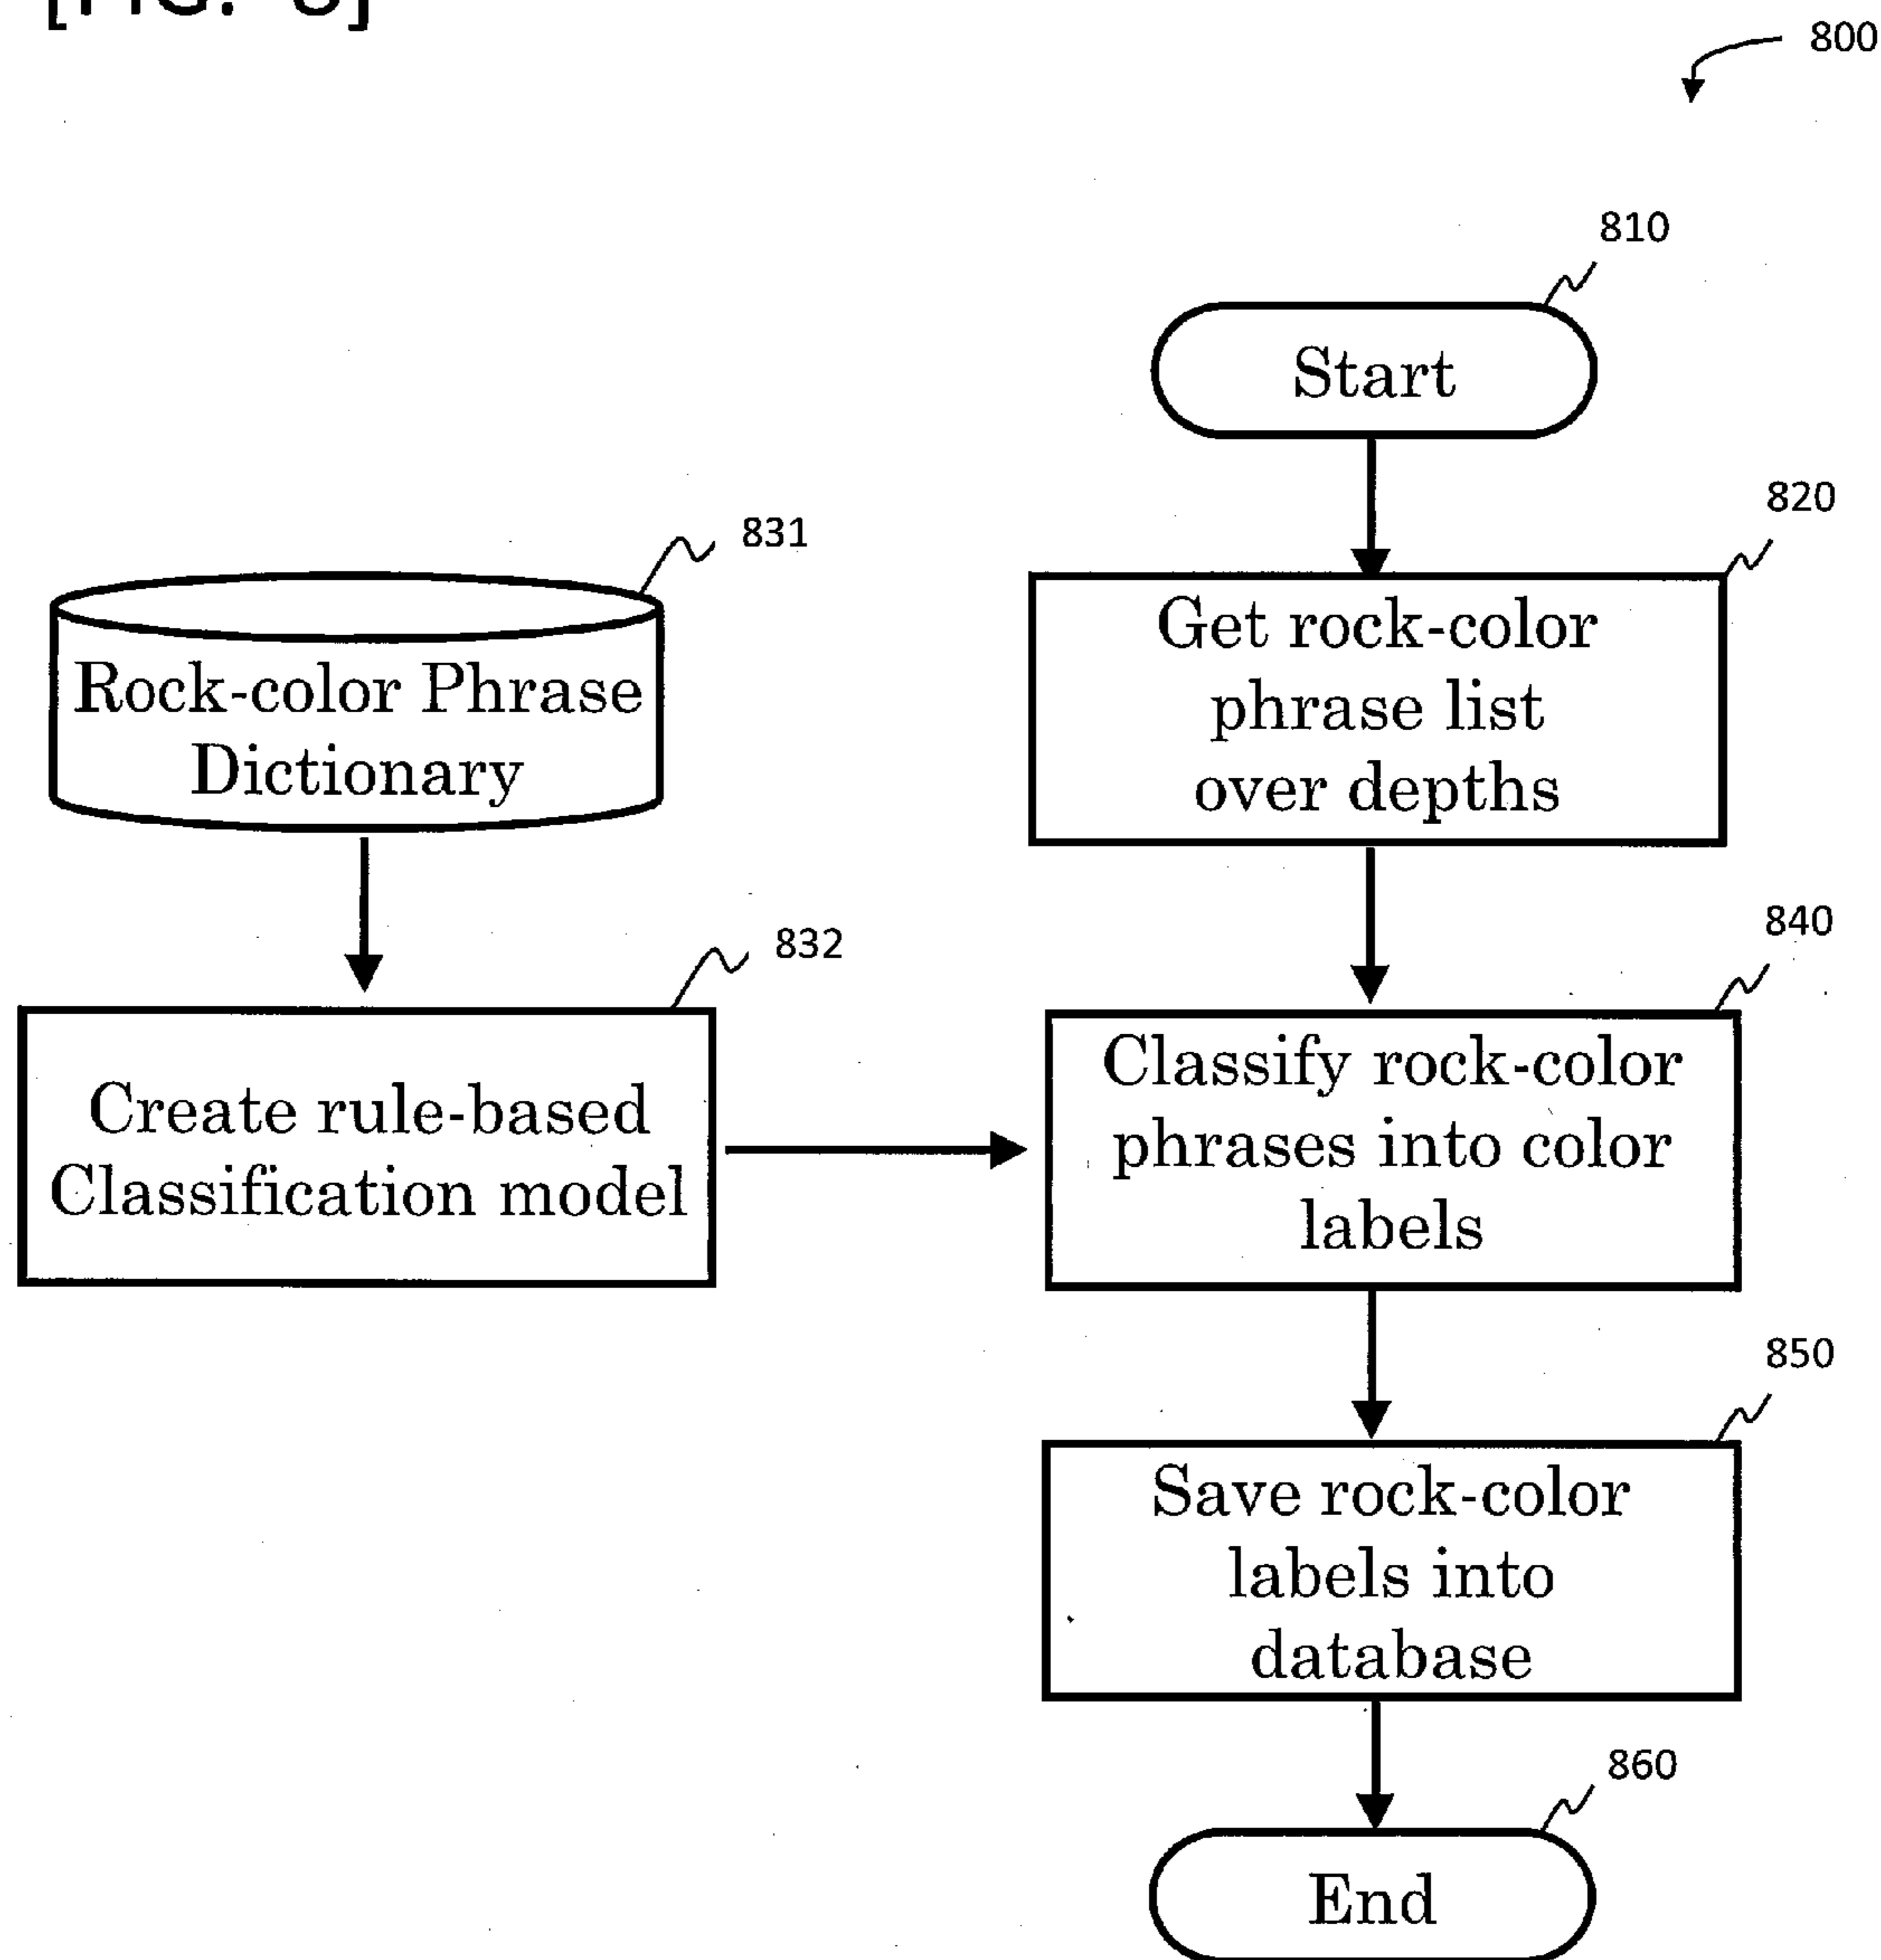 800
810
Start
820
Get rock-color
phrase list
over depths
831
Rock-color Phrase
Dictionary
832
Create rule-based
Classification model
840
Classify rock-color
phrases into color
labels
850
Save rock-color
labels into
database
860
End